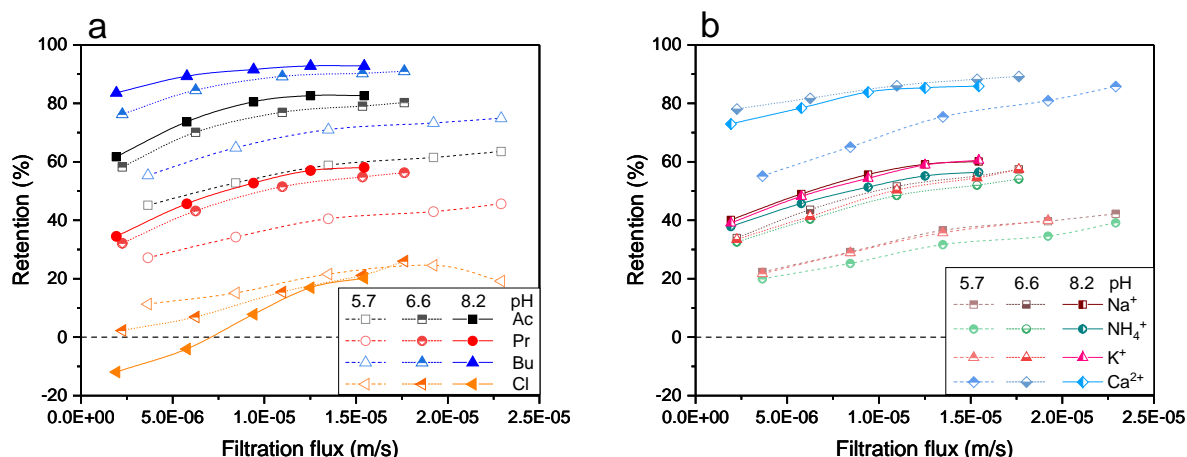 a
Retention (%)
100
80
60
40
20
0
-20
0.0E+00 5.0E-06 1.0E-05 1.5E-05 2.0E-05 2.5E-05
Filtration flux (m/s)
5.7 6.6 8.2 pH
Ac
Pr
Bu
Cl
b
Retention (%)
100
80
60
40
20
0
-20
0.0E+00 5.0E-06 1.0E-05 1.5E-05 2.0E-05 2.5E-05
Filtration flux (m/s)
5.7 6.6 8.2 pH
Na⁺
NH₄⁺
K⁺
Ca²⁺